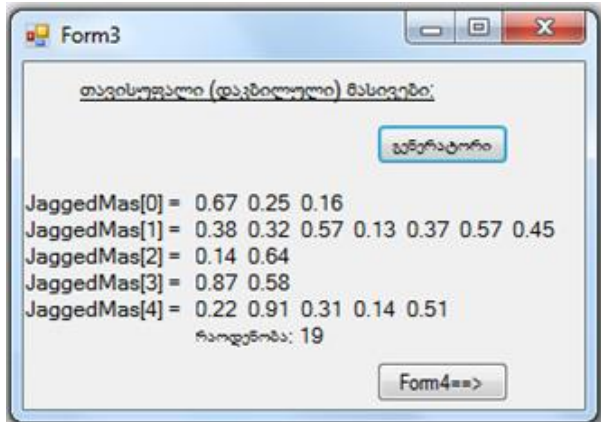 Form3
თავისუფალი (დაკბილული) მასივები:
გენერატორი
JaggedMas[0] = 0.67 0.25 0.16
JaggedMas[1] = 0.38 0.32 0.57 0.13 0.37 0.57 0.45
JaggedMas[2] = 0.14 0.64
JaggedMas[3] = 0.87 0.58
JaggedMas[4] = 0.22 0.91 0.31 0.14 0.51
რაოდენობა: 19
Form4==>